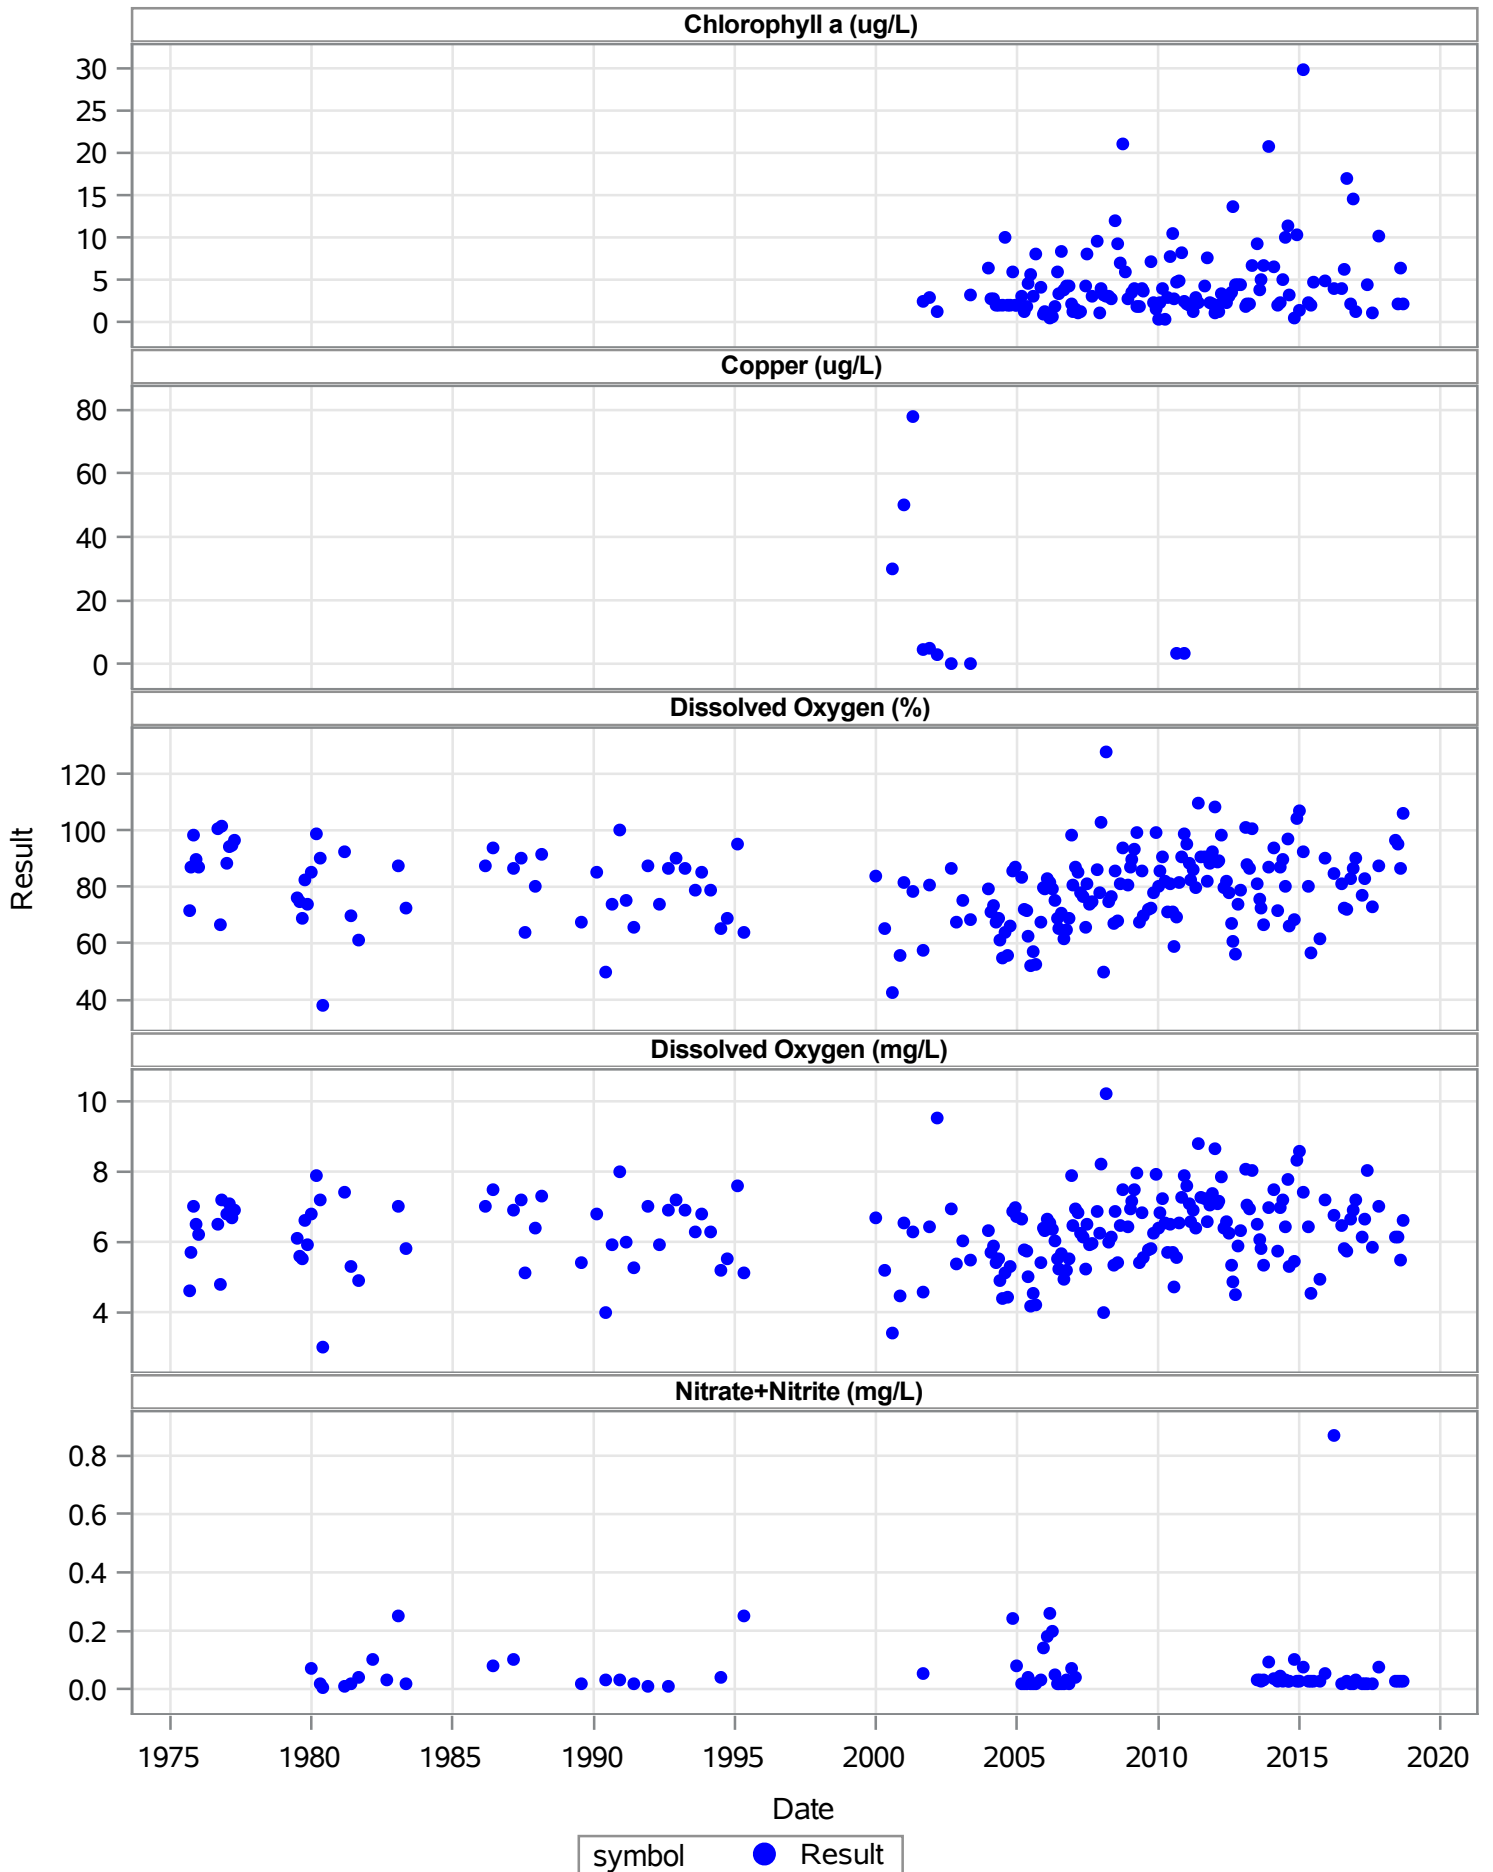 Chlorophyll a (ug/L)
30
25
20
15
10
5
0
Copper (ug/L)
80
60
40
20
0
Dissolved Oxygen (%)
120
100
80
60
40
Result
Dissolved Oxygen (mg/L)
10
8
6
4
Nitrate+Nitrite (mg/L)
0.8
0.6
0.4
0.2
0.0
1975 1980 1985 1990 1995 2000 2005 2010 2015 2020
Date
symbol Result